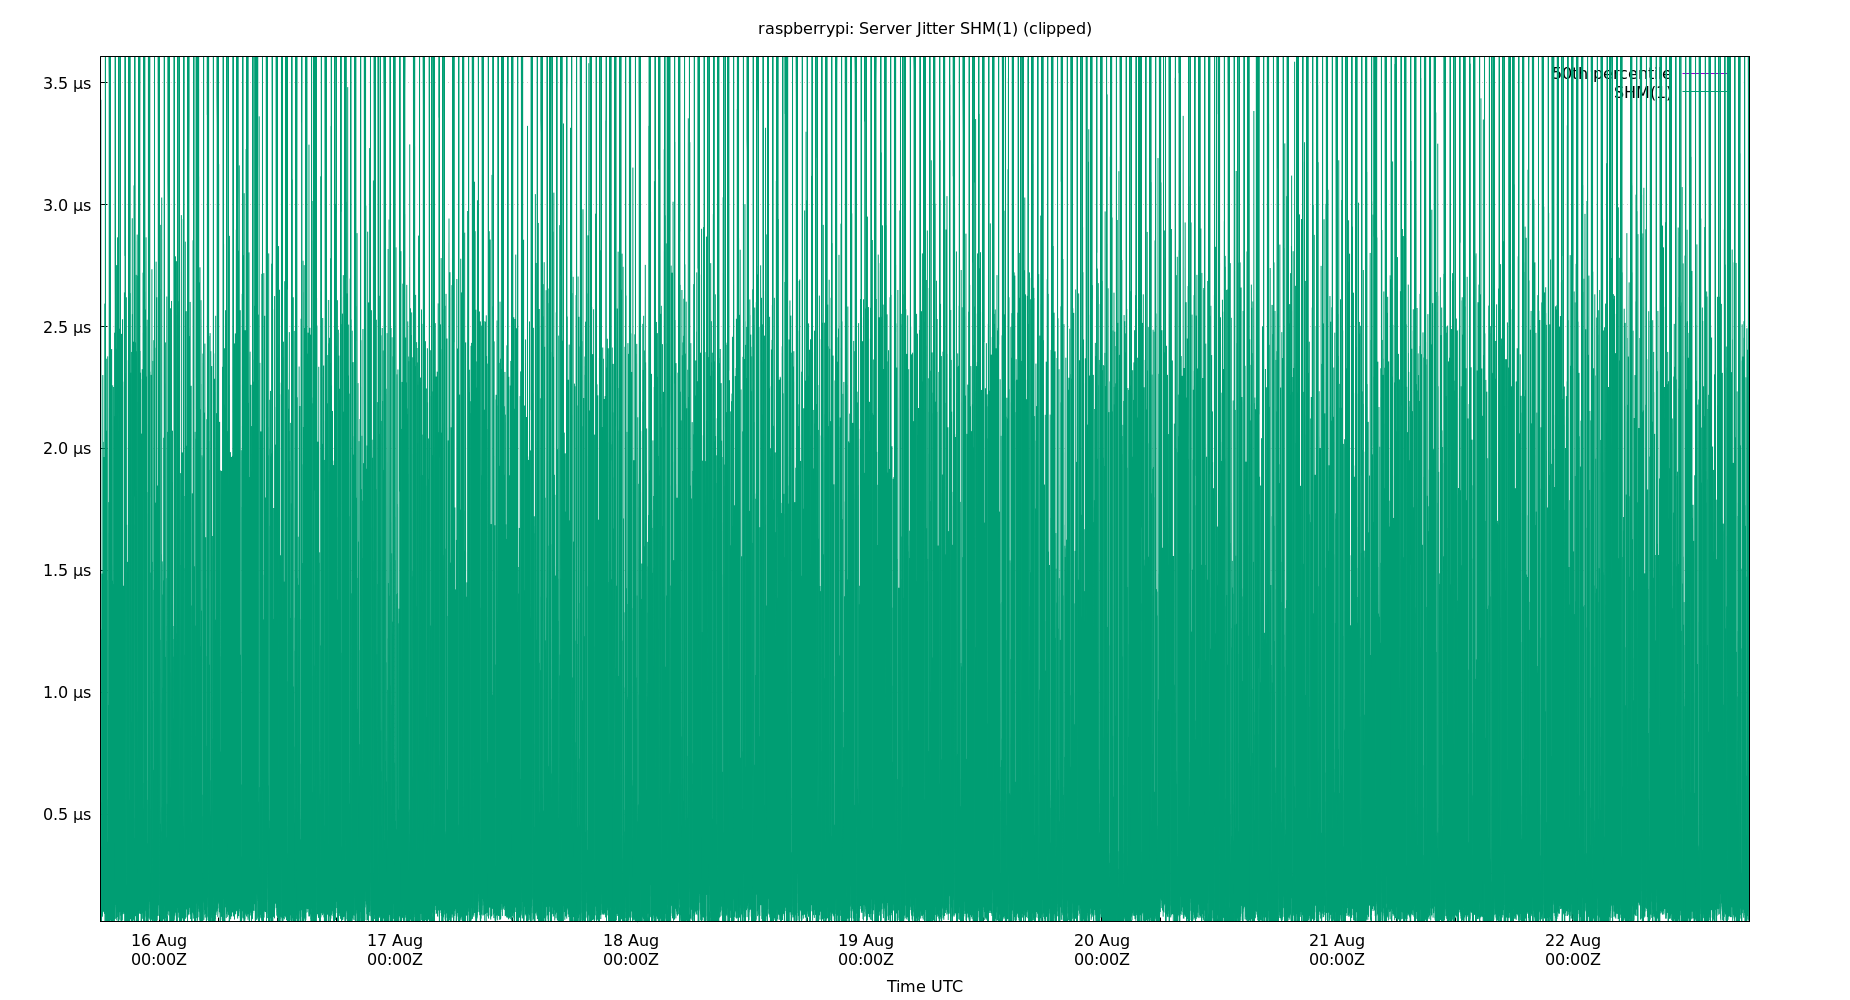 raspberrypi: Server Jitter SHM(1) (clipped)
50th percentile
SHM(1)
3.5 µs
3.0 µs
2.5 µs
2.0 µs
1.5 µs
1.0 µs
0.5 µs
16 Aug 17 Aug 18 Aug 19 Aug 20 Aug 21 Aug 22 Aug
00:00Z 00:00Z 00:00Z 00:00Z 00:00Z 00:00Z 00:00Z
Time UTC